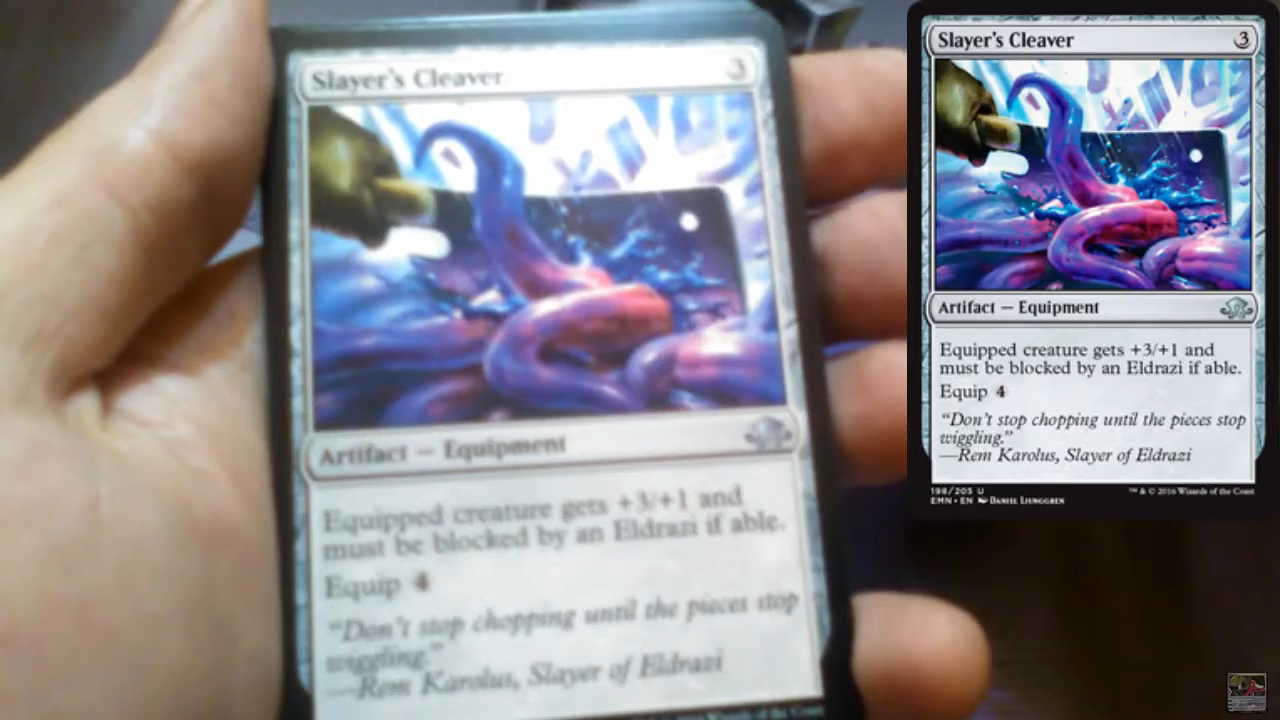 Slayer's Cleaver 3
Artifact — Equipment
Equipped creature gets +3/+1 and
must be blocked by an Eldrazi if able.
Equip 4
"Don't stop chopping until the pieces stop
wiggling."
—Rem Karolus, Slayer of Eldrazi
Slayer's Cleaver 3
Artifact — Equipment
Equipped creature gets +3/+1 and
must be blocked by an Eldrazi if able.
Equip 4
"Don't stop chopping until the pieces stop
wiggling."
—Rem Karolus, Slayer of Eldrazi
198/205 U
EMN • EN Daniel Ljunggren
™ & © 2016 Wizards of the Coast